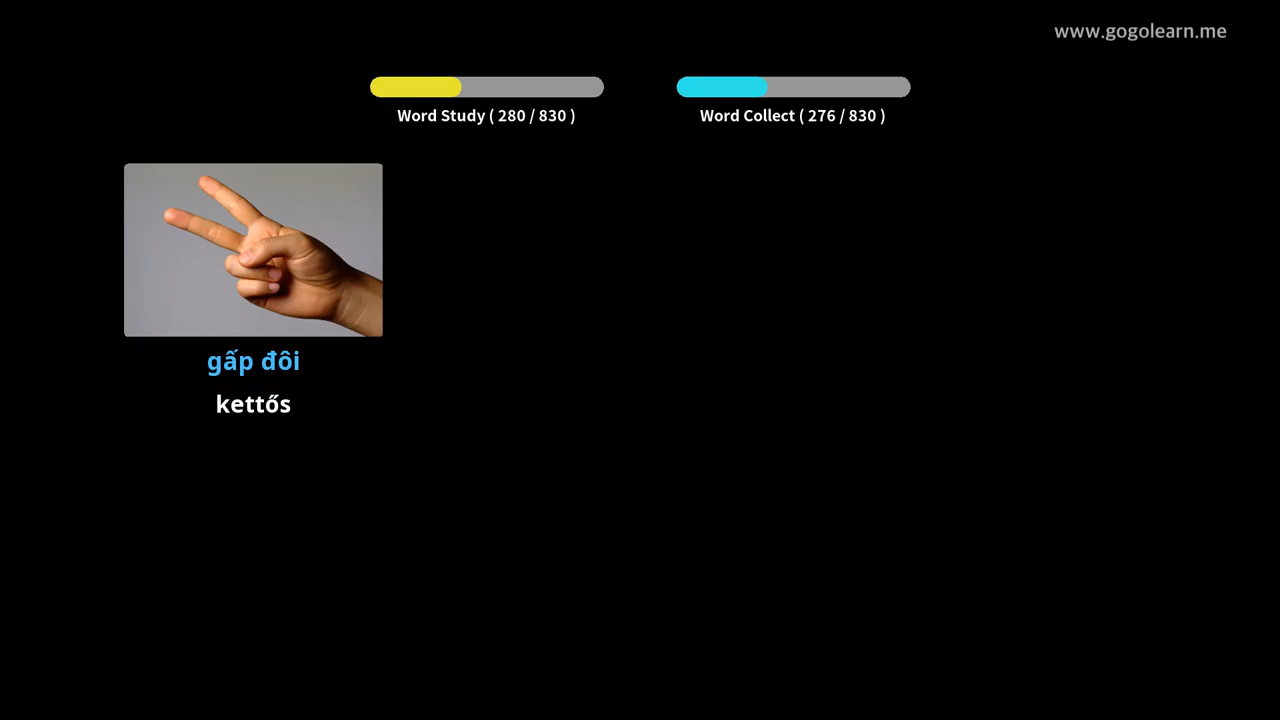 www.gogolearn.me
Word Study ( 280 / 830 )
Word Collect ( 276 / 830 )
gấp đôi
kettős